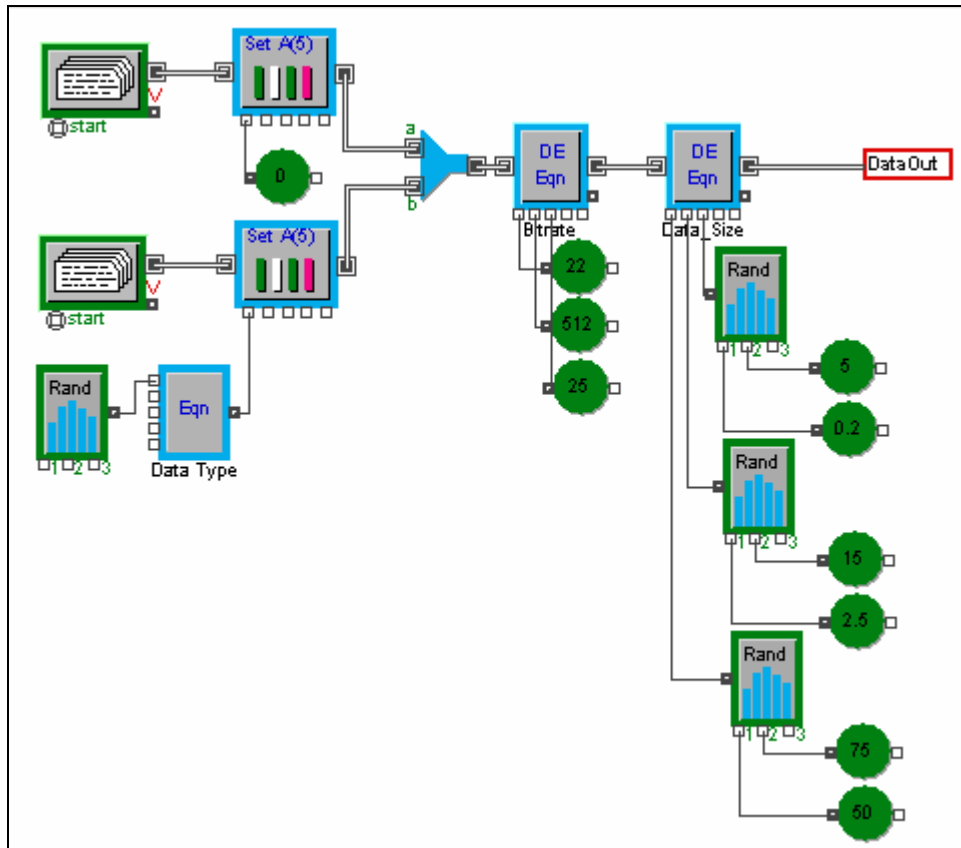 Set A(5)
V
start
0
a
b
DE
Eqn
Bitrate
DE
Eqn
Data_Size
DataOut
Set A(5)
V
start
22
512
25
Rand
1 2 3
5
0.2
Rand
1 2 3
Eqn
Data Type
Rand
1 2 3
15
2.5
Rand
1 2 3
75
50